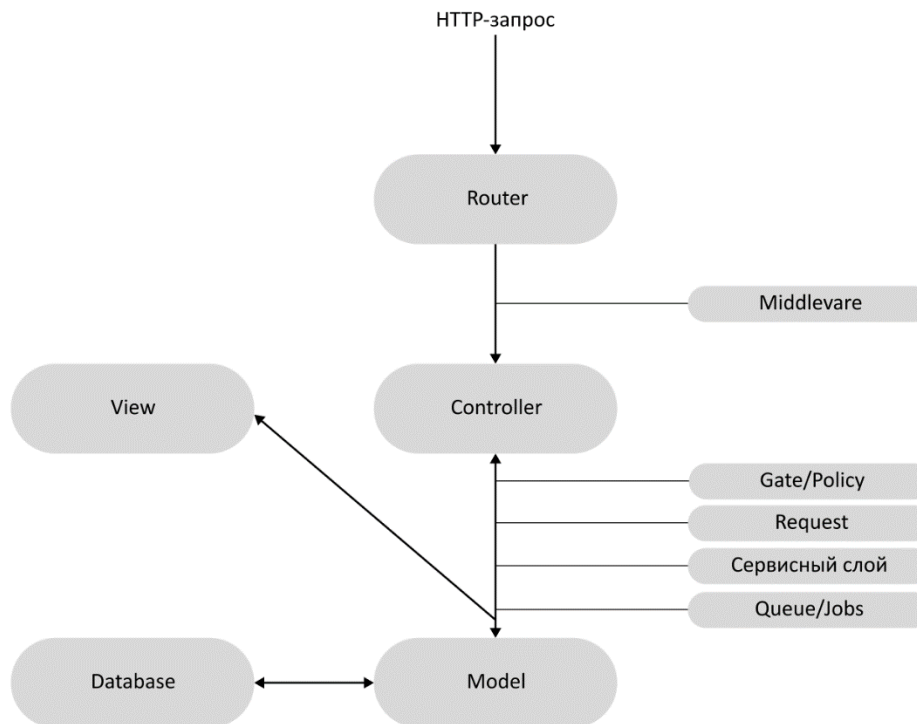 HTTP-запрос
Router
Middlevare
View
Controller
Gate/Policy
Request
Сервисный слой
Queue/Jobs
Database
Model